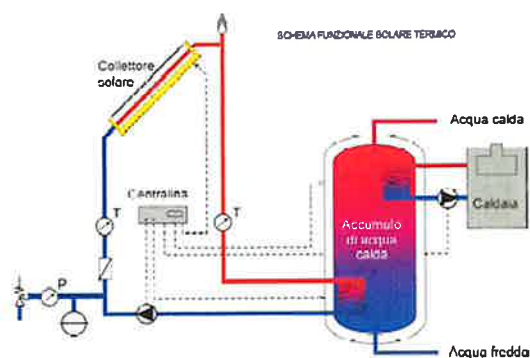 SCHEMA FUNZIONALE SOLARE TERMICO
Collettore
solare
Acqua calda
Centralina
T
T
Caldaia
Accumulo
di acqua
calda
P
Acqua fredda